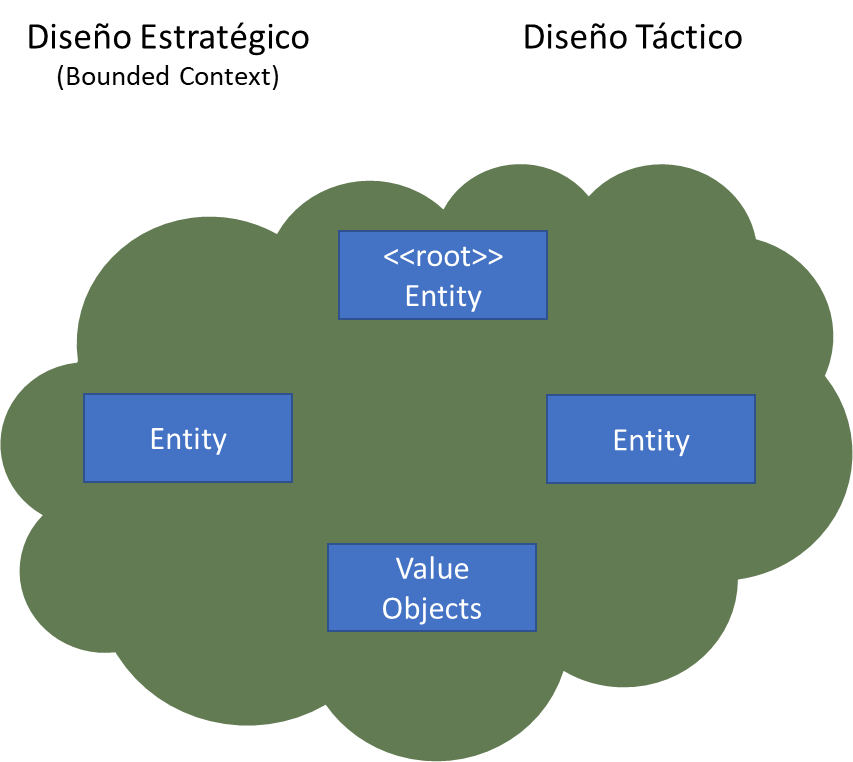 Diseño Estratégico
(Bounded Context)
Diseño Táctico
<<root>>
Entity
Entity
Entity
Value
Objects